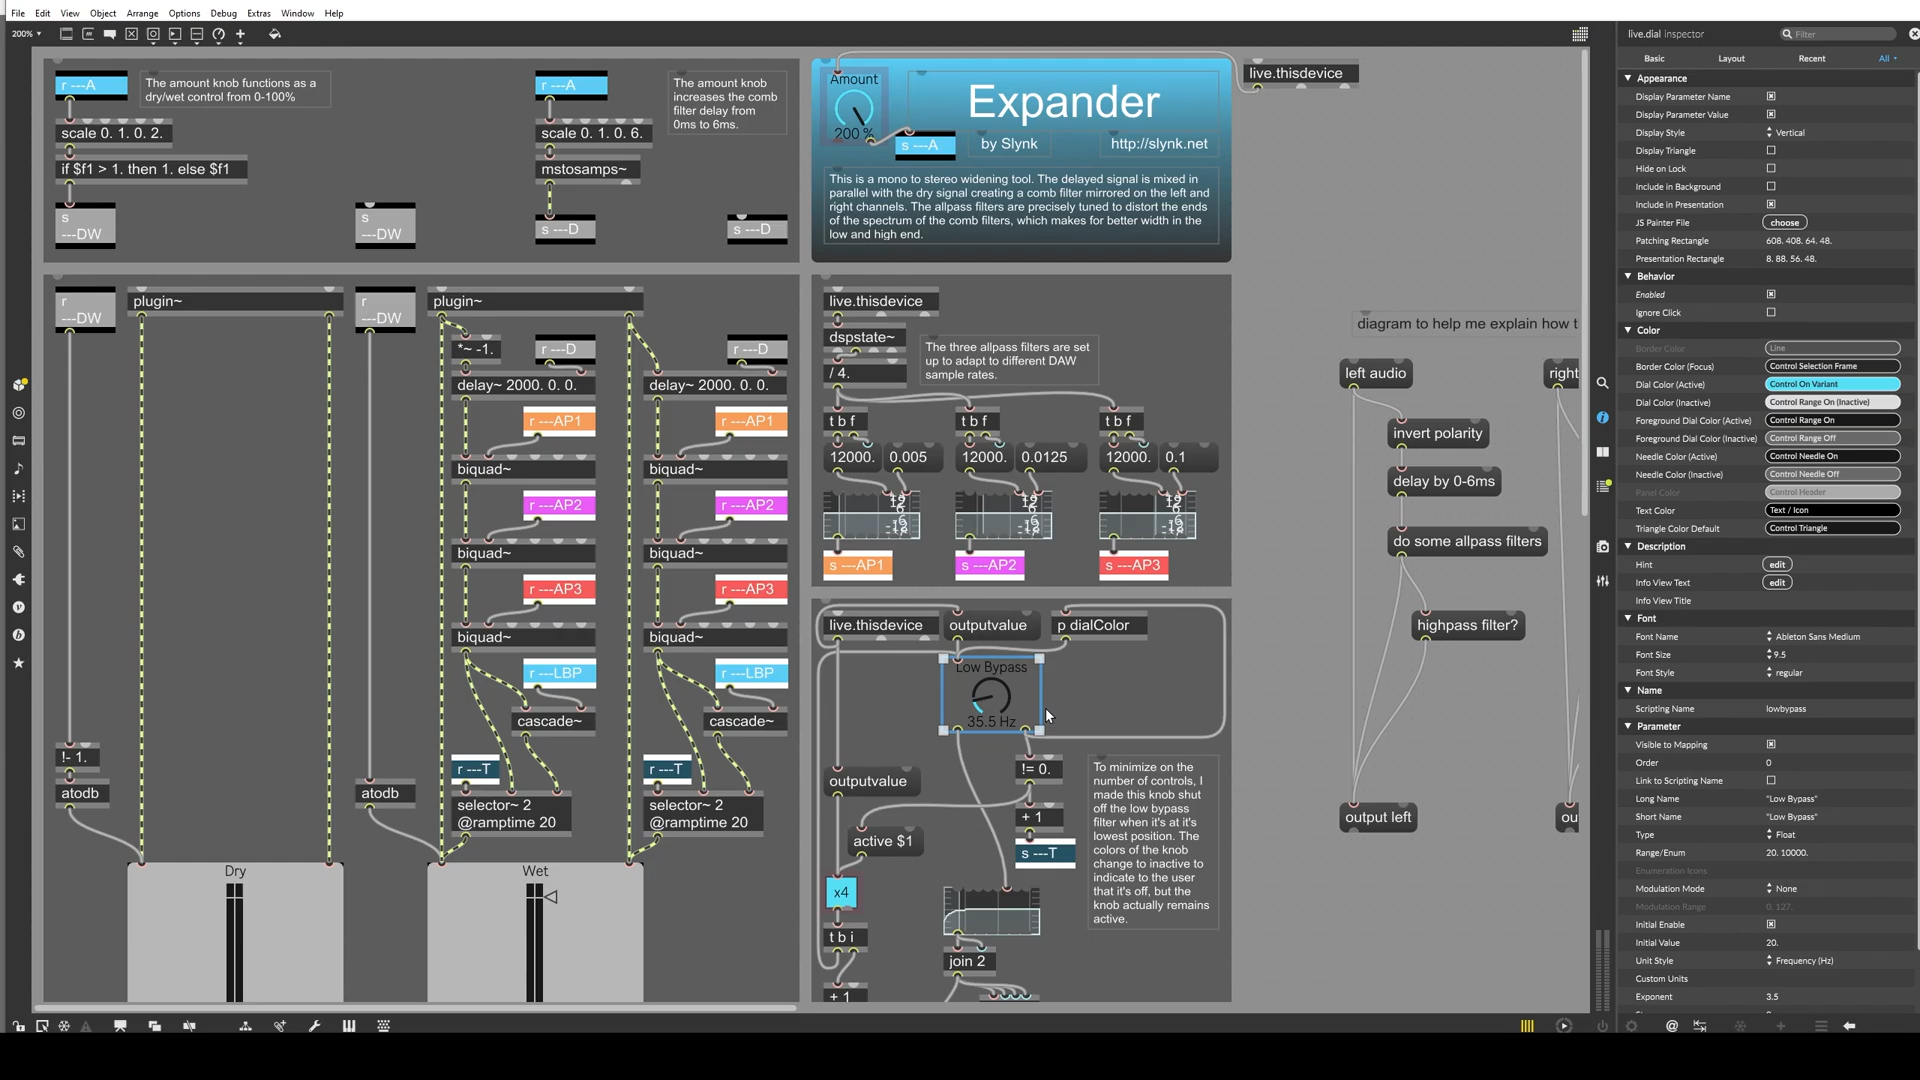 File Edit View Object Arrange Options Debug Extras Window Help
200%
r ---A
The amount knob functions as a
dry/wet control from 0-100%
scale 0. 1. 0. 2.
if $f1 > 1. then 1. else $f1
s
---DW
s
---DW
r ---A
The amount
knob
increases the comb
filter delay from
0ms to 6ms.
scale 0. 1. 0. 6.
mstosamps~
s ---D
s ---D
Amount
200 %
s ---A
Expander
by Slynk
http://slynk.net
This is a mono to stereo widening tool. The delayed signal is mixed in
parallel with the dry signal creating a comb filter mirrored on the left and
right channels. The allpass filters are precisely tuned to distort the ends
of the spectrum of the comb filters, which makes for better width in the
low and high end.
live.thisdevice
r
---DW
plugin~
r
---DW
plugin~
*~ -1.
r ---D
r ---D
delay~ 2000. 0. 0.
delay~ 2000. 0. 0.
r ---AP1
r ---AP1
biquad~
biquad~
r ---AP2
r ---AP2
biquad~
biquad~
r ---AP3
r ---AP3
biquad~
biquad~
r ---LBP
r ---LBP
cascade~
cascade~
!- 1.
r ---T
r ---T
atodb
atodb
selector~ 2
@ramptime 20
selector~ 2
@ramptime 20
Dry
Wet
live.thisdevice
dspstate~
/ 4.
The three allpass filters are set
up to adapt to different DAW
sample rates.
t b f
t b f
t b f
12000.
0.005
12000.
0.0125
12000.
0.1
s ---AP1
s ---AP2
s ---AP3
live.thisdevice
outputvalue
p dialColor
Low Bypass
35.5 Hz
outputvalue
!= 0.
+ 1
s ---T
active $1
x4
t b i
+ 1
join 2
To minimize on the
number of controls, I
made this knob shut
off the low bypass
filter when it's at it's
lowest position. The
colors of the knob
change to inactive to
indicate to the user
that it's off, but the
knob actually remains
active.
diagram to help me explain how t
left audio
right
invert polarity
delay by 0-6ms
do some allpass filters
highpass filter?
output left
ou
live.dial inspector
Filter
Basic Layout Recent All
Appearance
Display Parameter Name
Display Parameter Value
Display Style Vertical
Display Triangle
Hide on Lock
Include in Background
Include in Presentation
JS Painter File choose
Patching Rectangle 608. 408. 64. 48.
Presentation Rectangle 8. 88. 56. 48.
Behavior
Enabled
Ignore Click
Color
Border Color Line
Border Color (Focus) Control Selection Frame
Dial Color (Active) Control On Variant
Dial Color (Inactive) Control Range On (Inactive)
Foreground Dial Color (Active) Control Range On
Foreground Dial Color (Inactive) Control Range Off
Needle Color (Active) Control Needle On
Needle Color (Inactive) Control Needle Off
Panel Color Control Header
Text Color Text / Icon
Triangle Color Default Control Triangle
Description
Hint edit
Info View Text edit
Info View Title
Font
Font Name Ableton Sans Medium
Font Size 9.5
Font Style regular
Name
Scripting Name lowbypass
Parameter
Visible to Mapping
Order 0
Link to Scripting Name
Long Name "Low Bypass"
Short Name "Low Bypass"
Type Float
Range/Enum 20. 10000.
Enumeration Icons
Modulation Mode None
Modulation Range 0. 127.
Initial Enable
Initial Value 20.
Unit Style Frequency (Hz)
Custom Units
Exponent 3.5